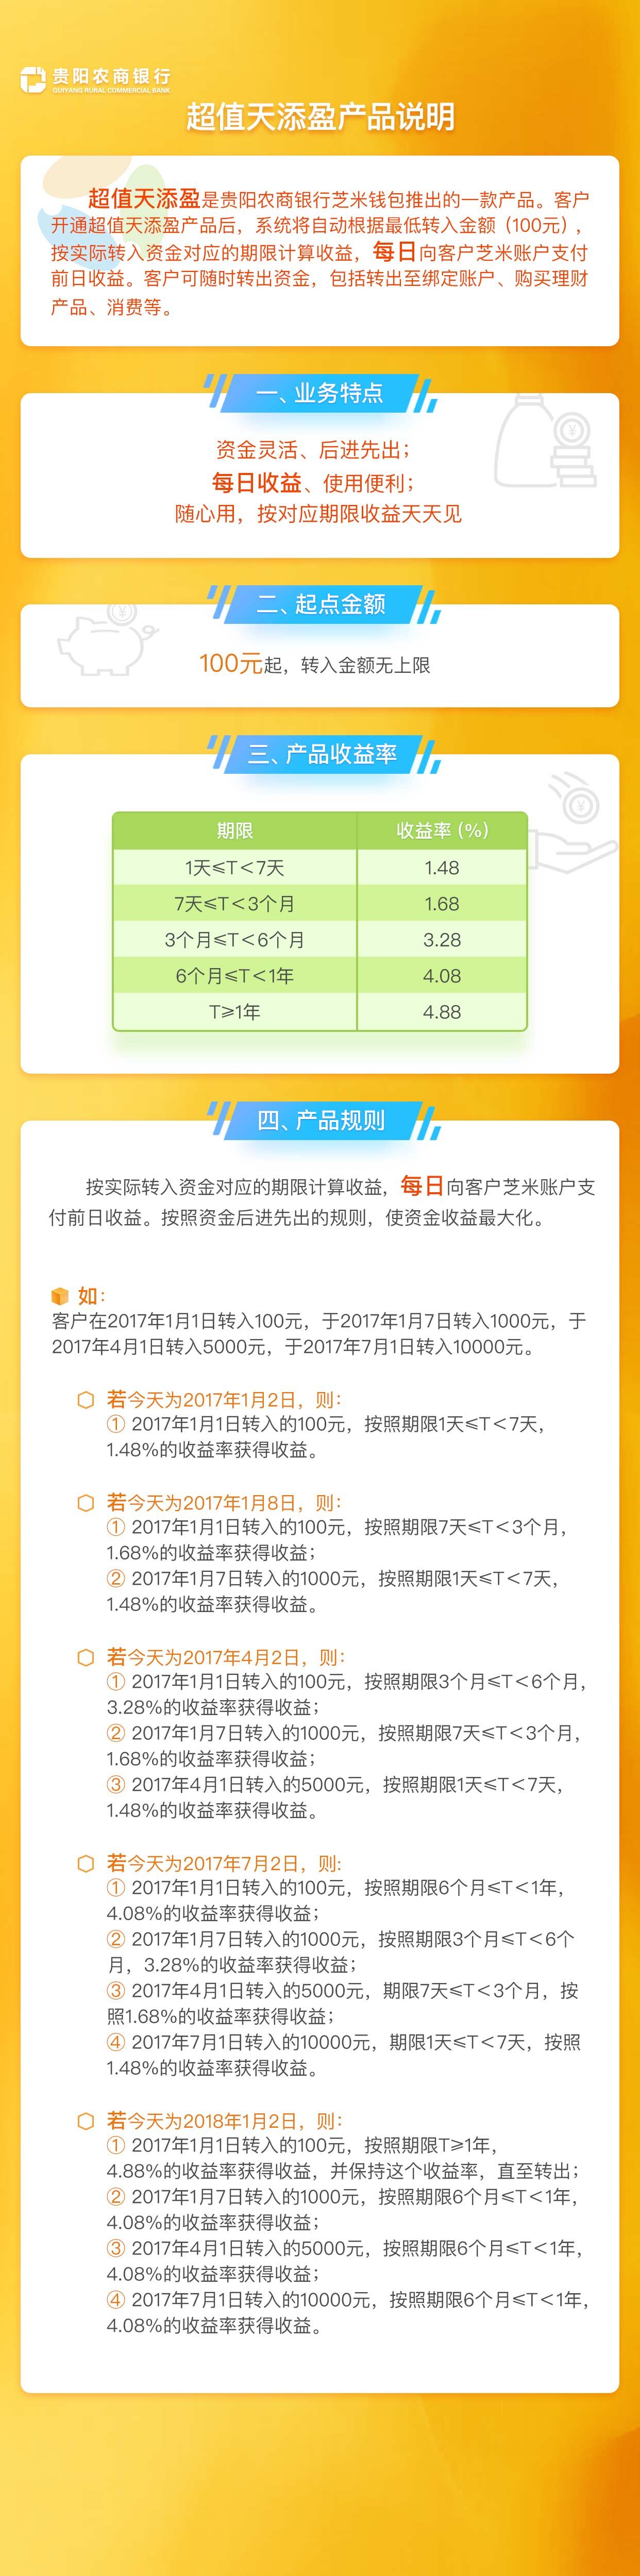 贵阳农商银行
GUIYANG RURAL COMMERCIAL BANK
超值天添盈产品说明
超值天添盈是贵阳农商银行芝米钱包推出的一款产品。客户
开通超值天添盈产品后，系统将自动根据最低转入金额（100元），
按实际转入资金对应的期限计算收益，每日向客户芝米账户支付
前日收益。客户可随时转出资金，包括转出至绑定账户、购买理财
产品、消费等。
一、业务特点
资金灵活、后进先出；
每日收益、使用便利；
随心用，按对应期限收益天天见
二、起点金额
100元起，转入金额无上限
三、产品收益率
期限 收益率（%）
1天≤T＜7天 1.48
7天≤T＜3个月 1.68
3个月≤T＜6个月 3.28
6个月≤T＜1年 4.08
T≥1年 4.88
四、产品规则
按实际转入资金对应的期限计算收益，每日向客户芝米账户支
付前日收益。按照资金后进先出的规则，使资金收益最大化。
如：
客户在2017年1月1日转入100元，于2017年1月7日转入1000元，于
2017年4月1日转入5000元，于2017年7月1日转入10000元。
若今天为2017年1月2日，则：
① 2017年1月1日转入的100元，按照期限1天≤T＜7天，
1.48%的收益率获得收益。
若今天为2017年1月8日，则：
① 2017年1月1日转入的100元，按照期限7天≤T＜3个月，
1.68%的收益率获得收益；
② 2017年1月7日转入的1000元，按照期限1天≤T＜7天，
1.48%的收益率获得收益。
若今天为2017年4月2日，则：
① 2017年1月1日转入的100元，按照期限3个月≤T＜6个月，
3.28%的收益率获得收益；
② 2017年1月7日转入的1000元，按照期限7天≤T＜3个月，
1.68%的收益率获得收益；
③ 2017年4月1日转入的5000元，按照期限1天≤T＜7天，
1.48%的收益率获得收益。
若今天为2017年7月2日，则：
① 2017年1月1日转入的100元，按照期限6个月≤T＜1年，
4.08%的收益率获得收益；
② 2017年1月7日转入的1000元，按照期限3个月≤T＜6个
月，3.28%的收益率获得收益；
③ 2017年4月1日转入的5000元，期限7天≤T＜3个月，按
照1.68%的收益率获得收益；
④ 2017年7月1日转入的10000元，期限1天≤T＜7天，按照
1.48%的收益率获得收益。
若今天为2018年1月2日，则：
① 2017年1月1日转入的100元，按照期限T≥1年，
4.88%的收益率获得收益，并保持这个收益率，直至转出；
② 2017年1月7日转入的1000元，按照期限6个月≤T＜1年，
4.08%的收益率获得收益；
③ 2017年4月1日转入的5000元，按照期限6个月≤T＜1年，
4.08%的收益率获得收益；
④ 2017年7月1日转入的10000元，按照期限6个月≤T＜1年，
4.08%的收益率获得收益。